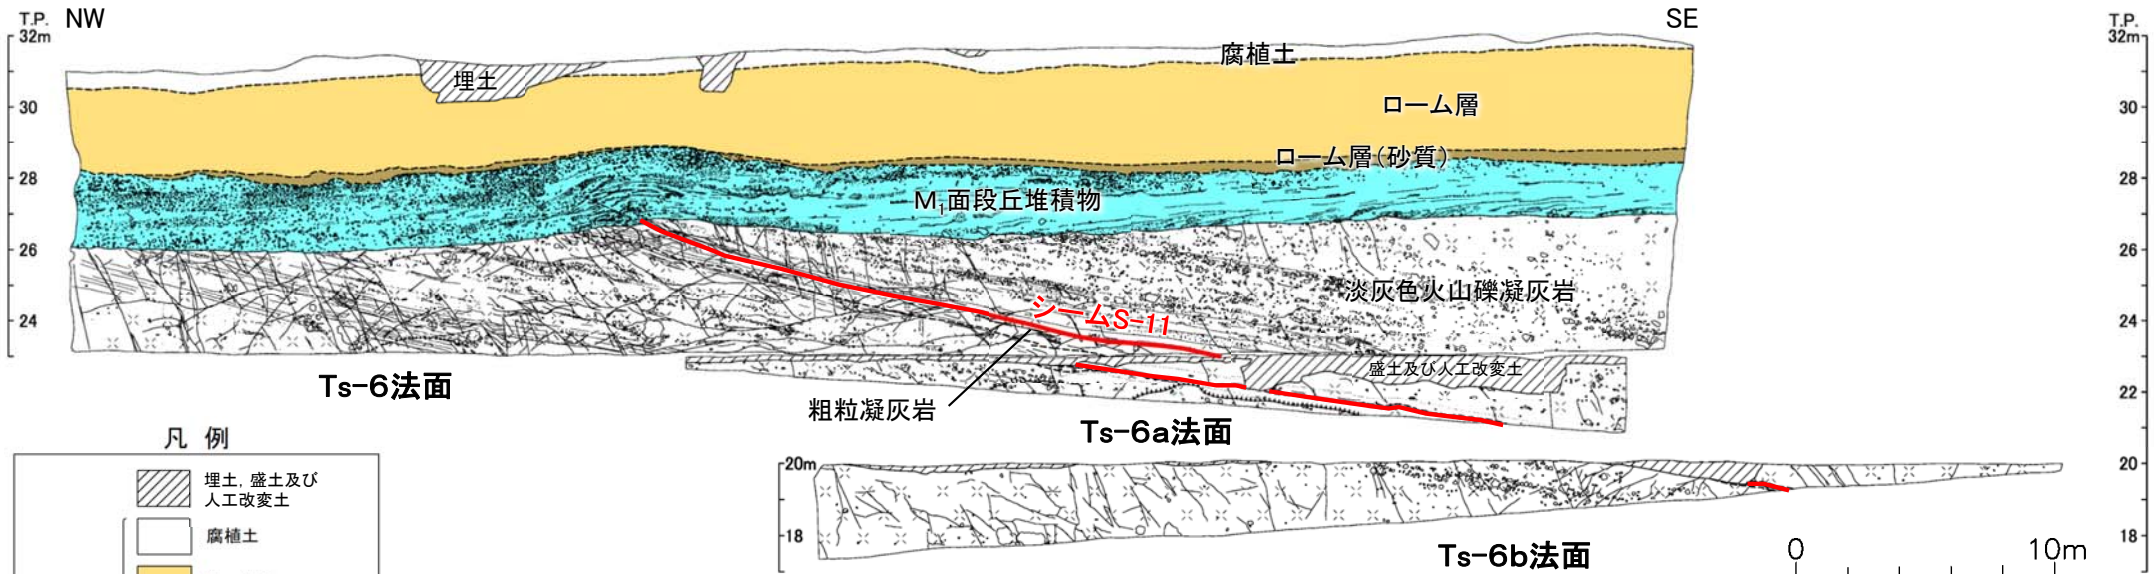 T.P.
NW
SE
T.P.
32m
32m
腐植土
埋土
30
ローム層
30
ローム層(砂質)
28
M₁面段丘堆積物
28
26
26
淡灰色火山礫凝灰岩
24
シームS-11
24
盛土及び人工改変土
Ts-6法面
22
粗粒凝灰岩
Ts-6a法面
凡 例
20m
20
埋土, 盛土及び
人工改変土
腐植土
18
18
Ts-6b法面
0
10m